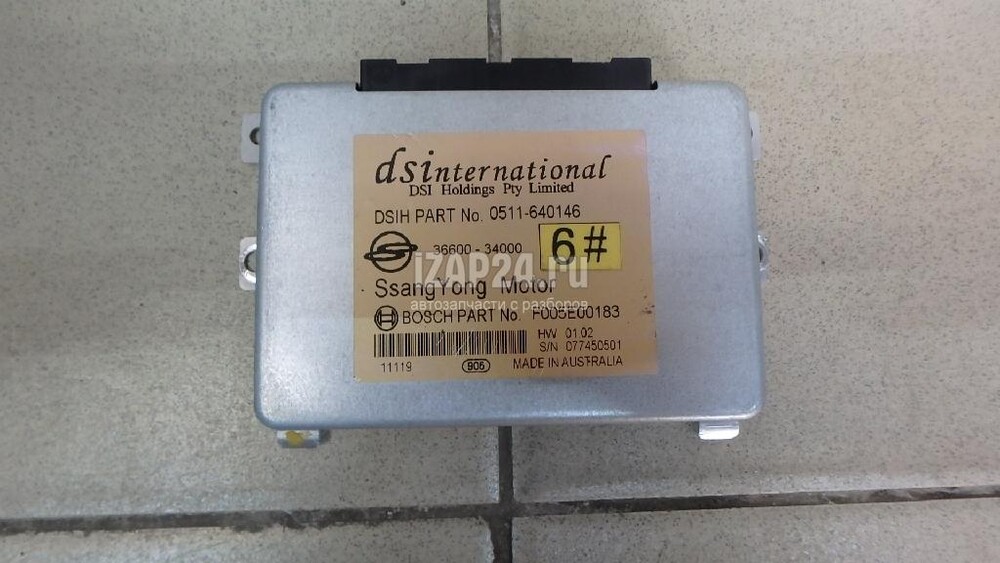 dsinternational
DSI Holdings Pty Limited
DSIH PART No. 0511-640146
36600 - 34000
6#
iZAP24.ru
SsangYong Motor
автозапчасти с разборов
BOSCH PART No. F005E00183
HW 01.02
S/N 077450501
11119 905 MADE IN AUSTRALIA